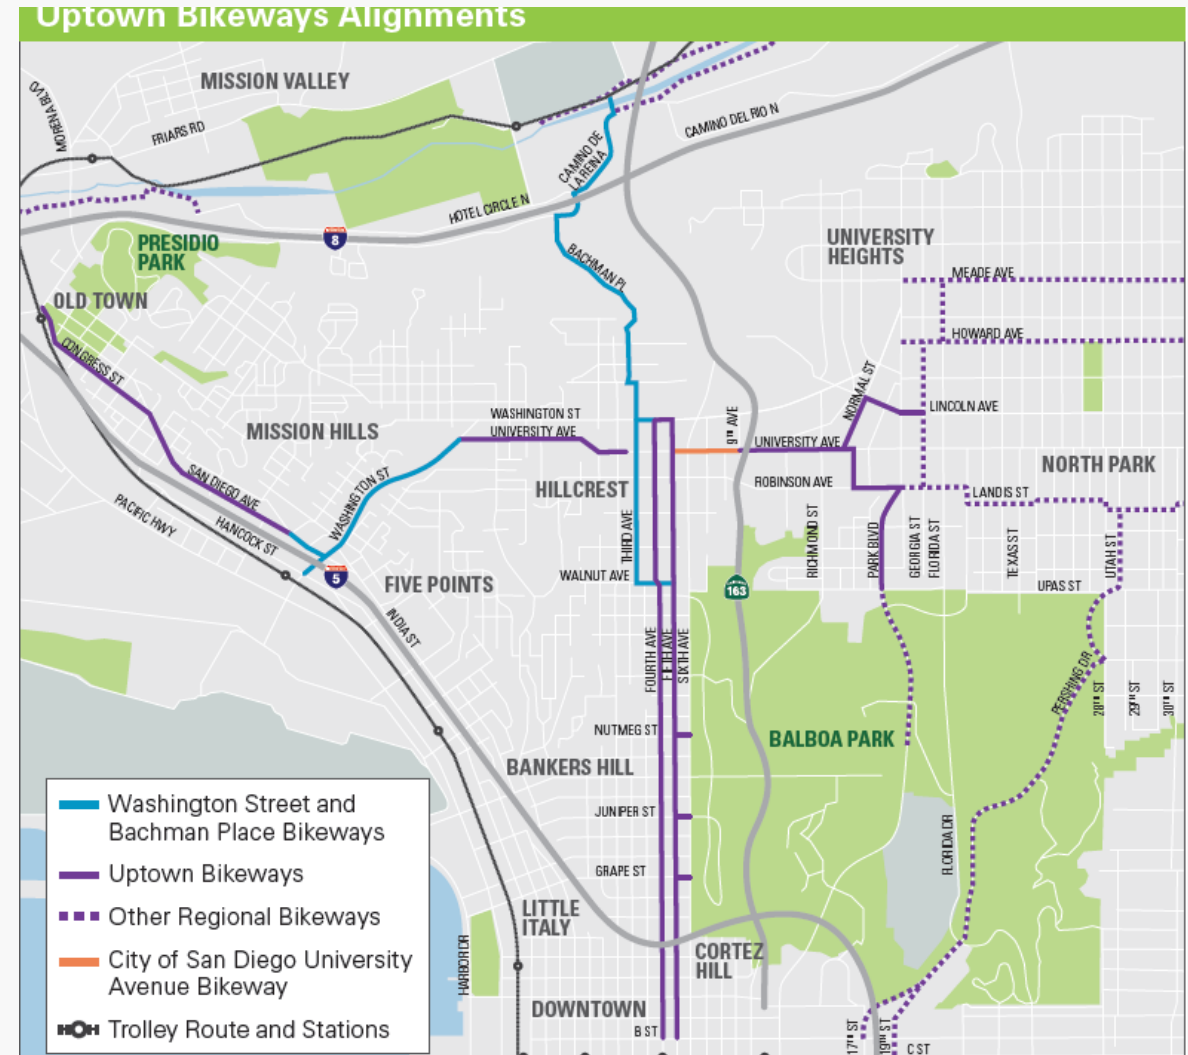 Uptown Bikeways Alignments
MISSION VALLEY
MORENA BLVD
FRIARS RD
CAMINO DEL RIO N
CAMINO DE
LA REINA
HOTEL CIRCLE N
8
PRESIDIO
PARK
UNIVERSITY
HEIGHTS
BACHMAN PL
MEADE AVE
OLD TOWN
HOWARD AVE
CONGRESS ST
NORMAL ST
LINCOLN AVE
WASHINGTON ST
UNIVERSITY AVE
9TH AVE
MISSION HILLS
UNIVERSITY AVE
NORTH PARK
ROBINSON AVE
LANDIS ST
SAN DIEGO AVE
WASHINGTON ST
HILLCREST
PACIFIC HWY
HANCOCK ST
THIRD AVE
RICHMOND ST
PARK BLVD
GEORGIA ST
FLORIDA ST
TEXAS ST
UTAH ST
5
FIVE POINTS
WALNUT AVE
163
UPAS ST
INDIA ST
FOURTH AVE
FIFTH AVE
SIXTH AVE
PERSHING DR
28TH ST
29TH ST
30TH ST
NUTMEG ST
BALBOA PARK
BANKERS HILL
JUNIPER ST
FLORIDA DR
GRAPE ST
LITTLE
ITALY
CORTEZ
HILL
HARBOR DR
DOWNTOWN
B ST
17TH ST
19TH ST
C ST
Washington Street and
Bachman Place Bikeways
Uptown Bikeways
Other Regional Bikeways
City of San Diego University
Avenue Bikeway
Trolley Route and Stations